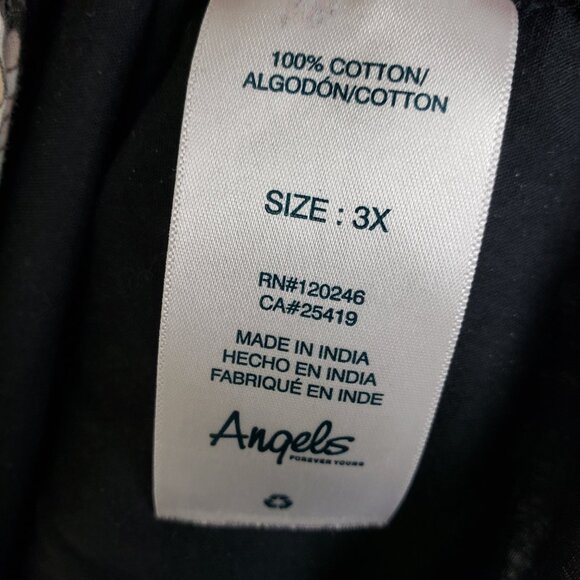 100% COTTON/
ALGODÓN/COTTON
SIZE : 3X
RN#120246
CA#25419
MADE IN INDIA
HECHO EN INDIA
FABRIQUÉ EN INDE
Angels
FOREVER YOUNG